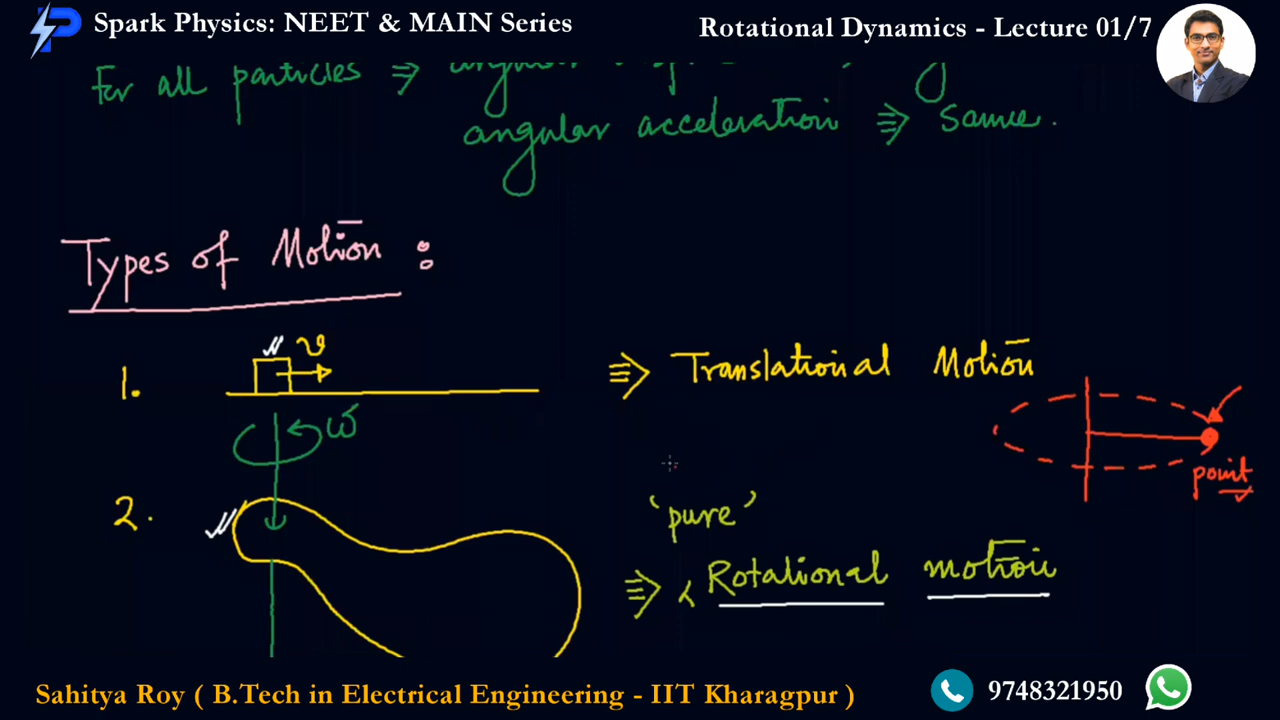 Spark Physics: NEET & MAIN Series
Rotational Dynamics - Lecture 01/7
For all particles ⇛ angular
angular acceleration ⇛ same.
Types of Motion :
1.
v
⇛ Translational Motion
ω
point
2.
'pure'
⇛ Rotational motion
Sahitya Roy ( B.Tech in Electrical Engineering - IIT Kharagpur )
9748321950